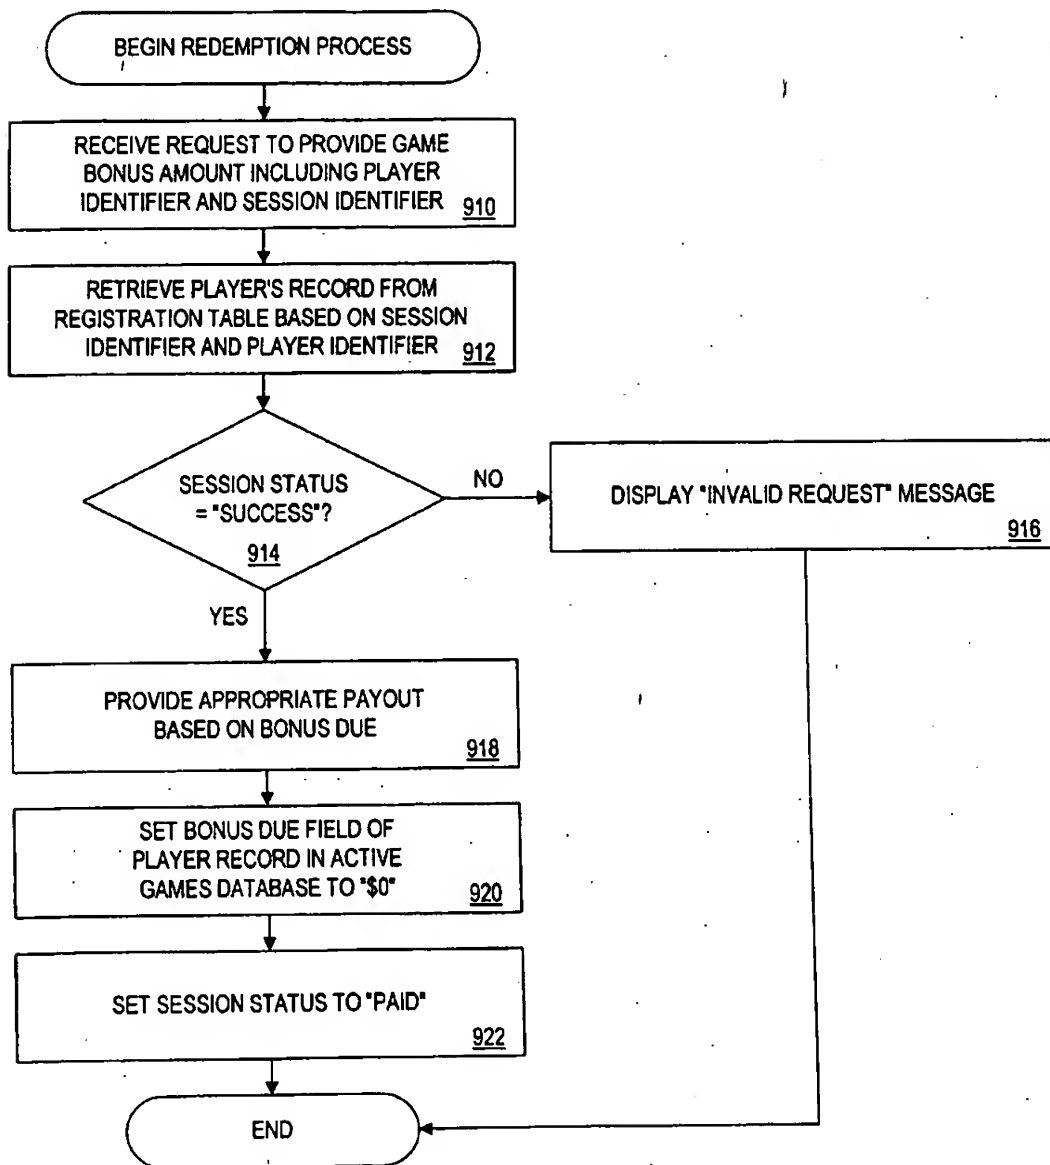 BEGIN REDEMPTION PROCESS
RECEIVE REQUEST TO PROVIDE GAME
BONUS AMOUNT INCLUDING PLAYER
IDENTIFIER AND SESSION IDENTIFIER
910
RETRIEVE PLAYER'S RECORD FROM
REGISTRATION TABLE BASED ON SESSION
IDENTIFIER AND PLAYER IDENTIFIER
912
SESSION STATUS
= "SUCCESS"?
914
NO
DISPLAY "INVALID REQUEST" MESSAGE
916
YES
PROVIDE APPROPRIATE PAYOUT
BASED ON BONUS DUE
918
SET BONUS DUE FIELD OF
PLAYER RECORD IN ACTIVE
GAMES DATABASE TO "$0"
920
SET SESSION STATUS TO "PAID"
922
END